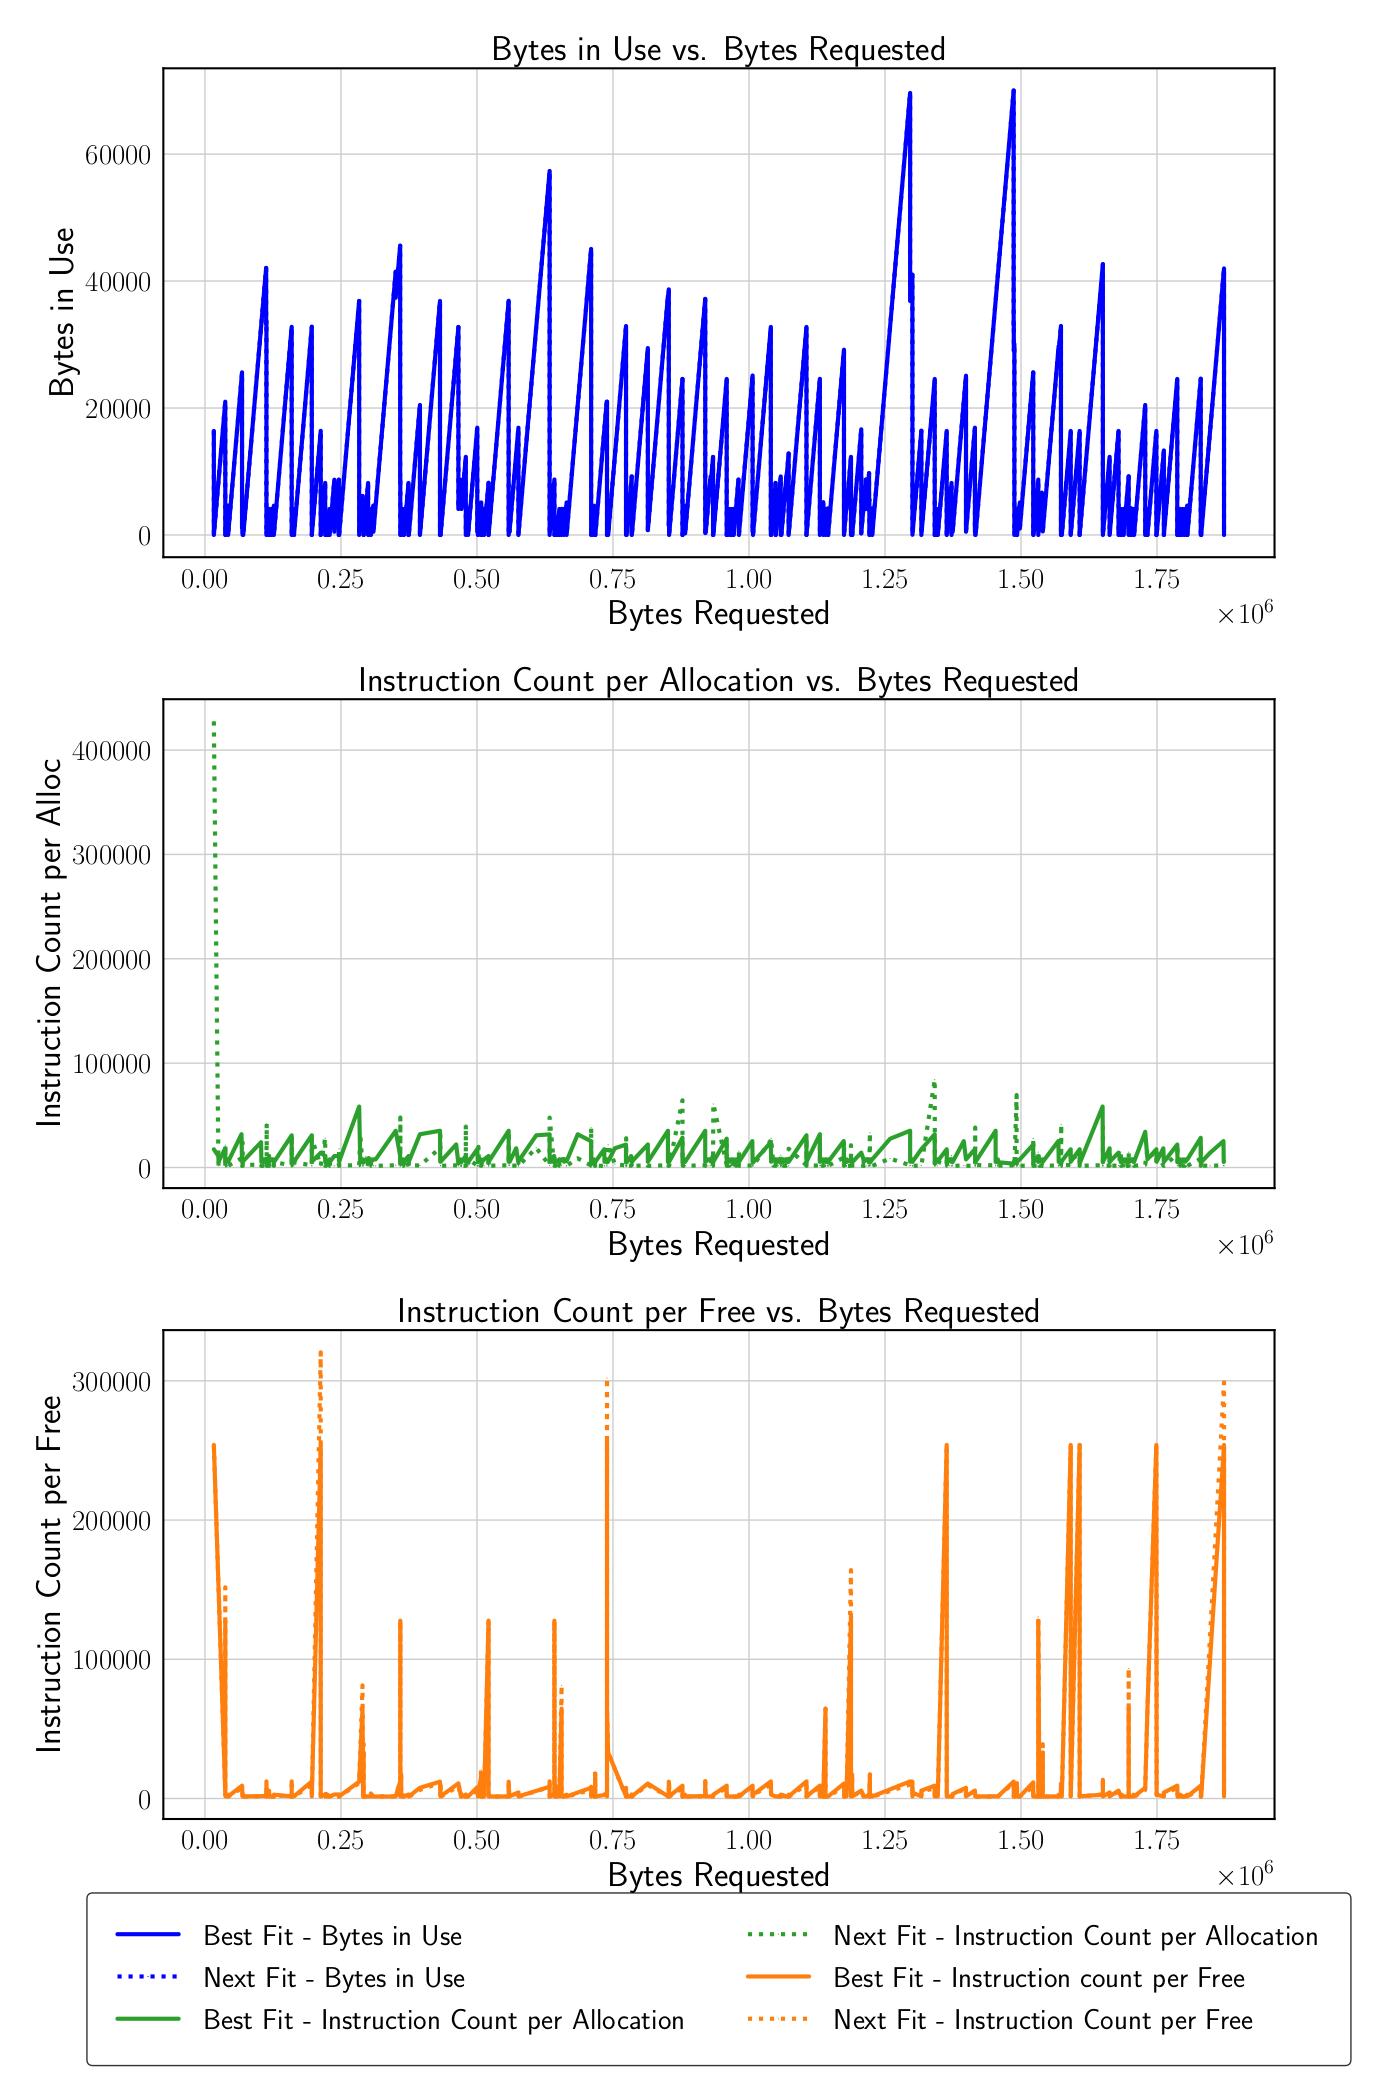 Bytes in Use vs. Bytes Requested
Bytes in Use
60000
40000
20000
0
0.00 0.25 0.50 0.75 1.00 1.25 1.50 1.75
Bytes Requested
×10⁶
Instruction Count per Allocation vs. Bytes Requested
Instruction Count per Alloc
400000
300000
200000
100000
0
0.00 0.25 0.50 0.75 1.00 1.25 1.50 1.75
Bytes Requested
×10⁶
Instruction Count per Free vs. Bytes Requested
Instruction Count per Free
300000
200000
100000
0
0.00 0.25 0.50 0.75 1.00 1.25 1.50 1.75
Bytes Requested
×10⁶
Best Fit - Bytes in Use
Next Fit - Bytes in Use
Best Fit - Instruction Count per Allocation
Next Fit - Instruction Count per Allocation
Best Fit - Instruction count per Free
Next Fit - Instruction Count per Free